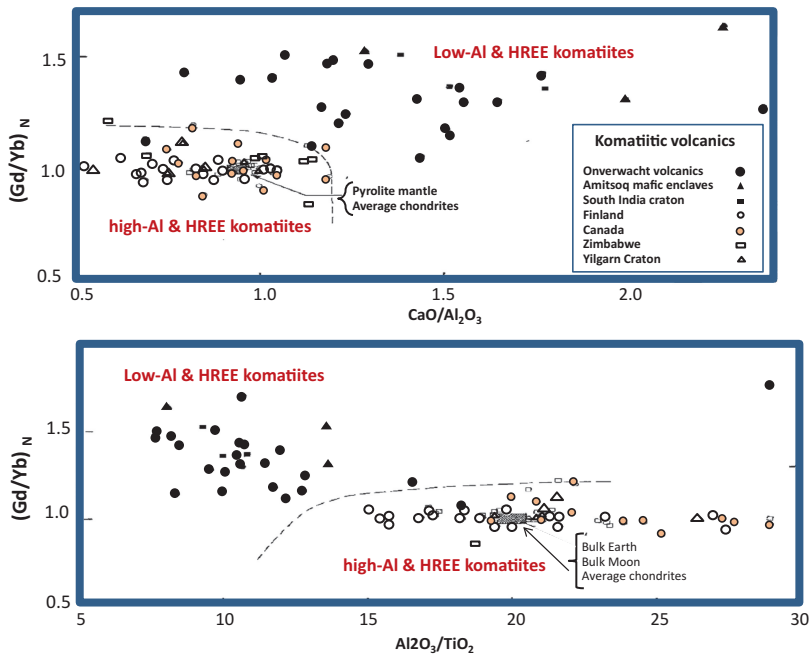 Low-Al & HREE komatiites
1.5
(Gd/Yb) N
1.0
Komatiitic volcanics
Onverwacht volcanics
Amitsoq mafic enclaves
South India craton
Finland
Canada
Zimbabwe
Yilgarn Craton
Pyrolite mantle
Average chondrites
high-Al & HREE komatiites
0.5
0.5
1.0
1.5
2.0
CaO/Al2O3
Low-Al & HREE komatiites
1.5
(Gd/Yb) N
1.0
high-Al & HREE komatiites
Bulk Earth
Bulk Moon
Average chondrites
0.5
5
10
15
20
25
30
Al2O3/TiO2